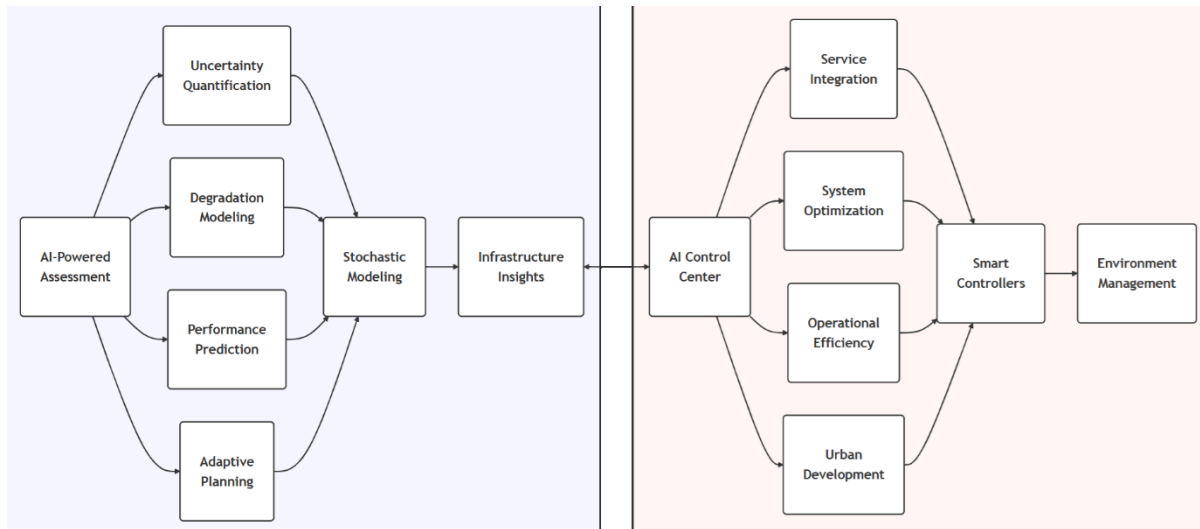 Uncertainty
Quantification
Degradation
Modeling
AI-Powered
Assessment
Performance
Prediction
Adaptive
Planning
Stochastic
Modeling
Infrastructure
Insights
AI Control
Center
Service
Integration
System
Optimization
Operational
Efficiency
Urban
Development
Smart
Controllers
Environment
Management